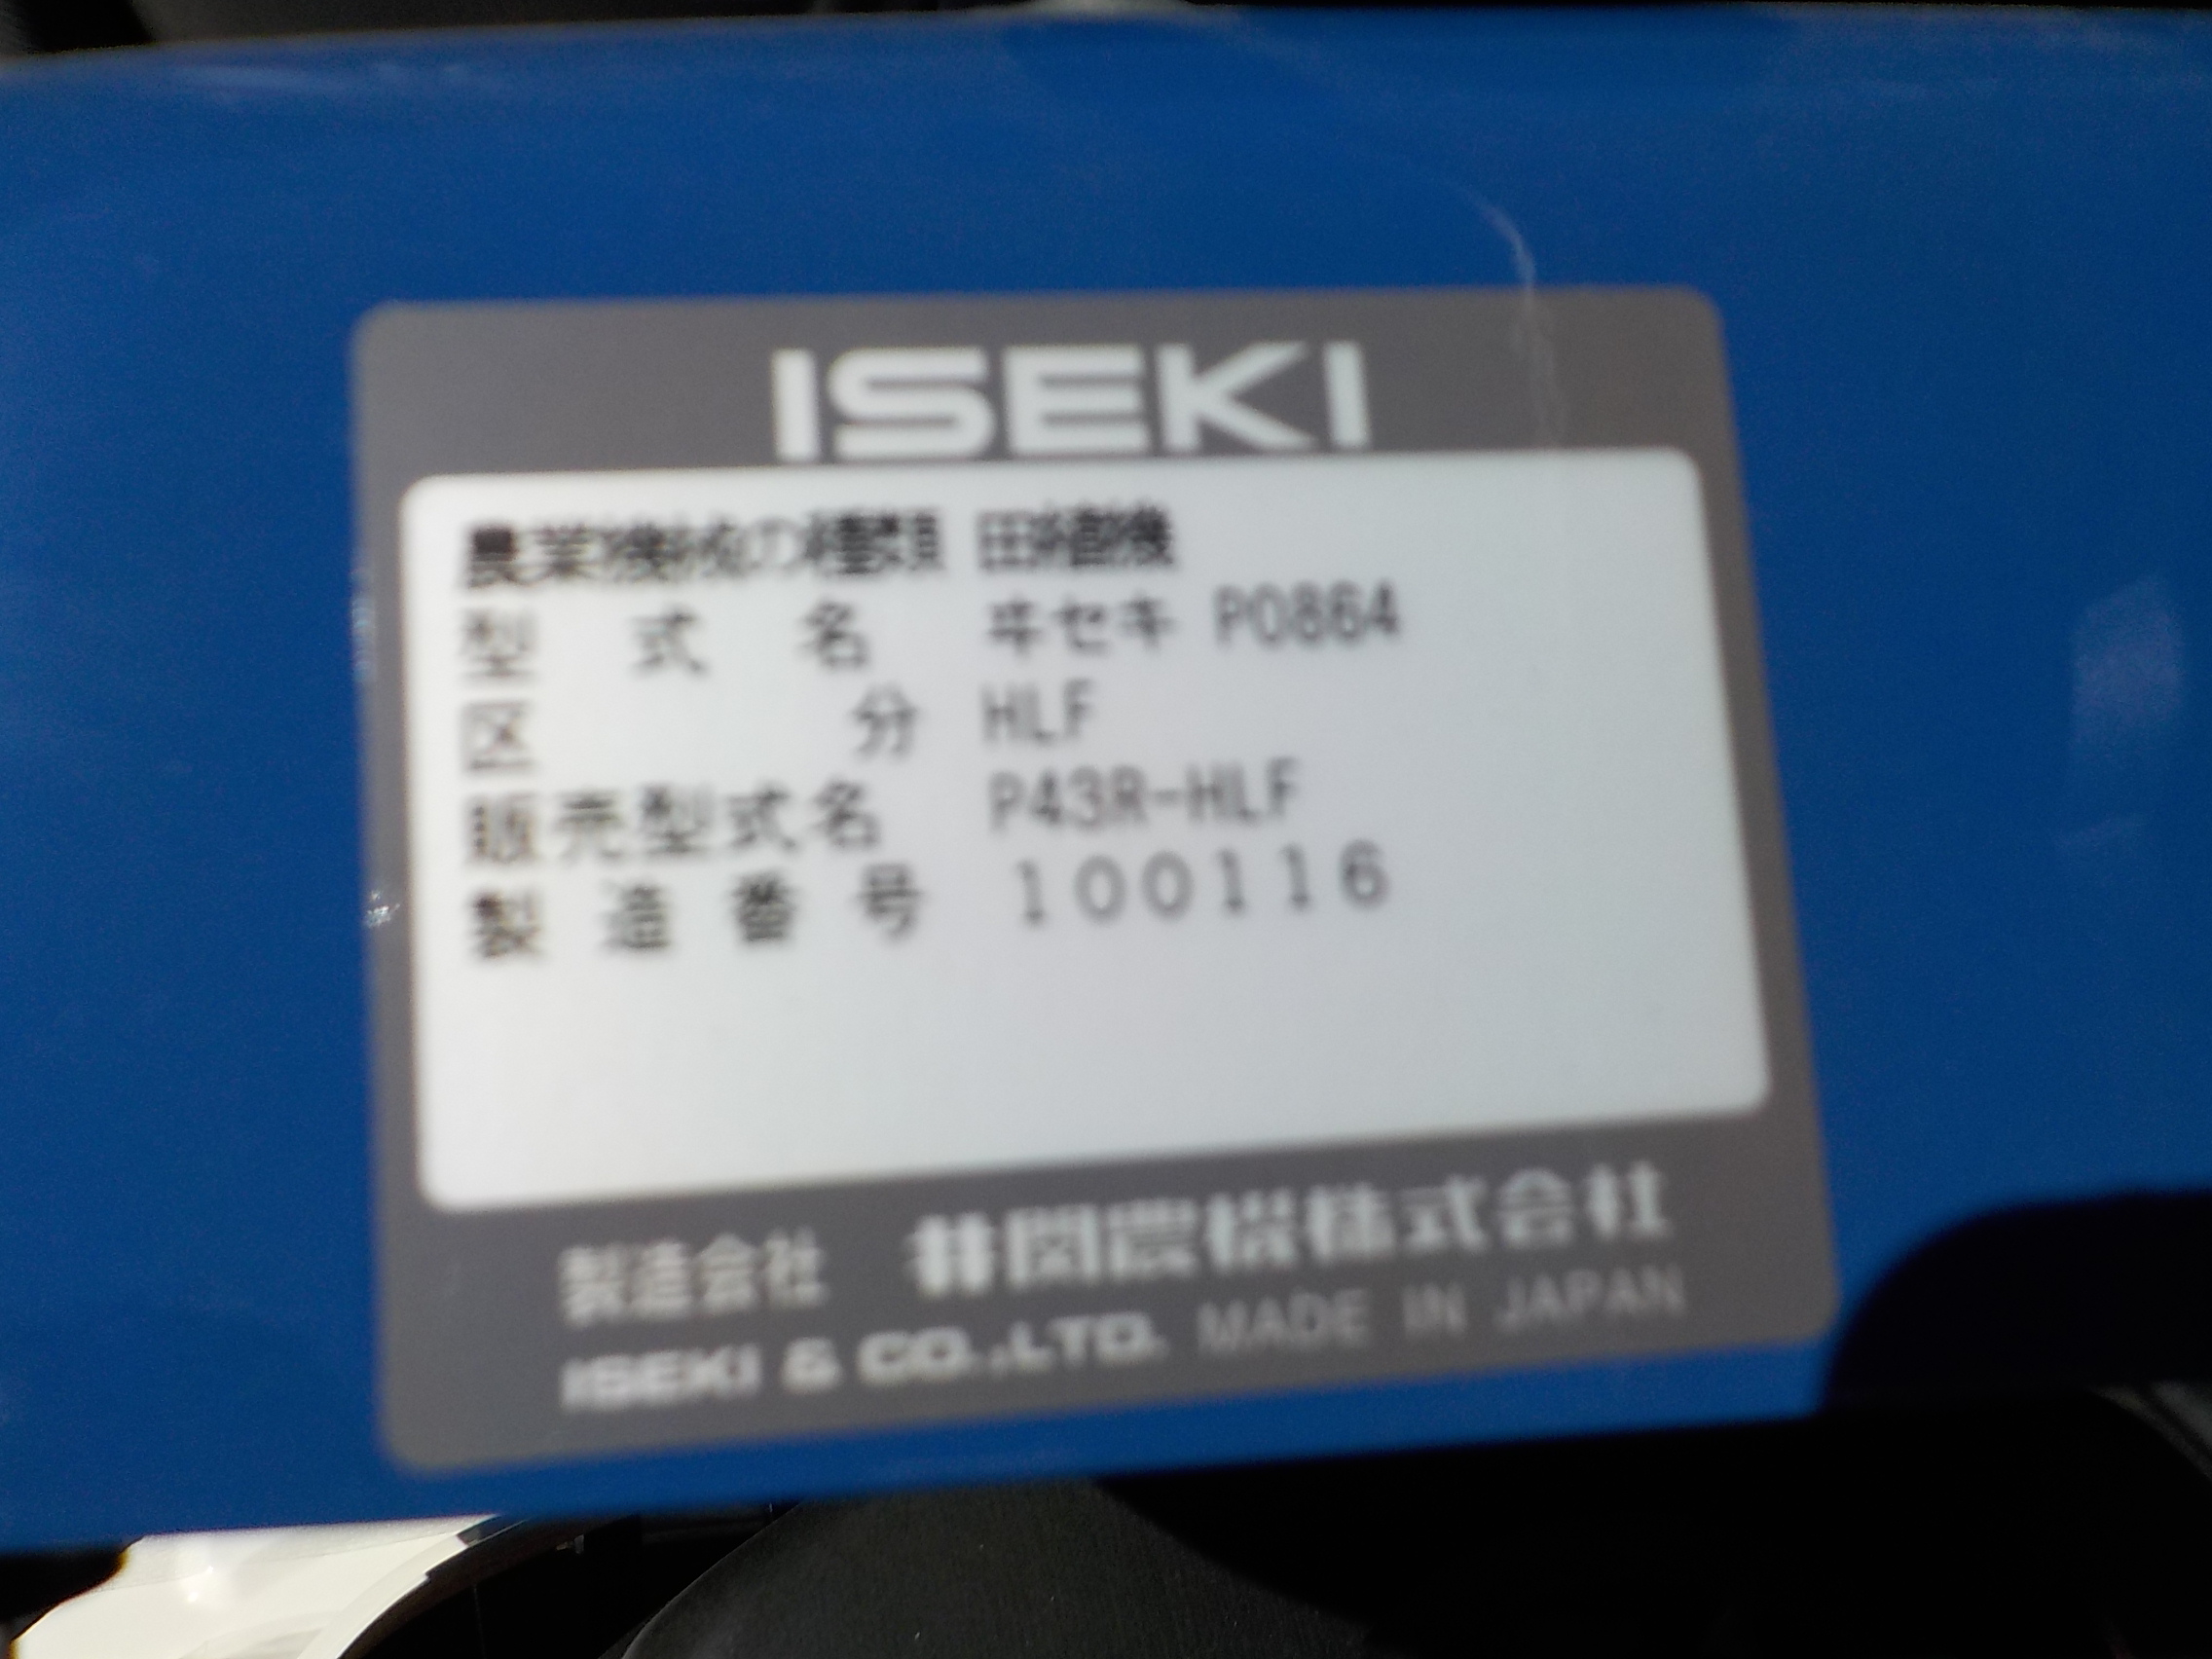 ISEKI
農業機械の種類 田植機
型式名 ヰセキ P0864
区分 HLF
販売型式名 P43R-HLF
製造番号 100116
製造会社 井関農機株式会社
ISEKI & CO.,LTD. MADE IN JAPAN